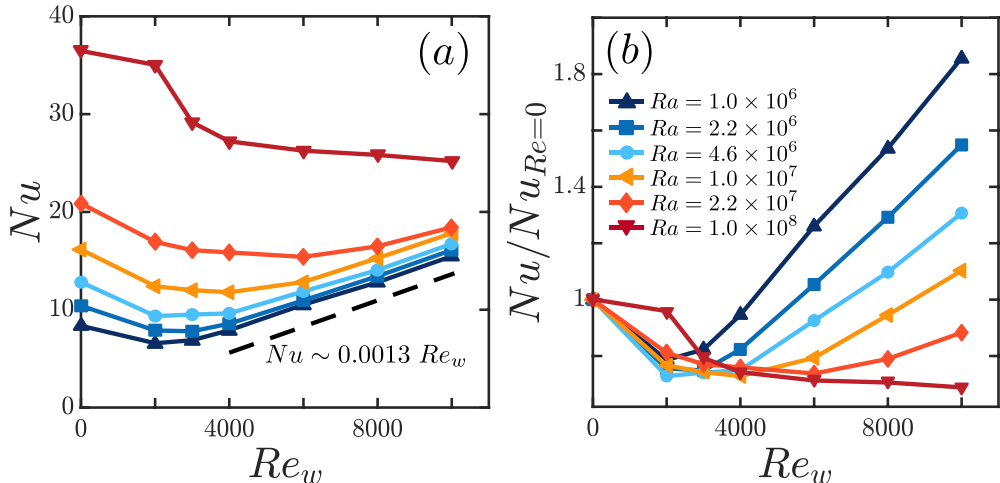 (a)
40
30
20
10
0
Nu
0
4000
8000
Re_w
Nu ∼ 0.0013 Re_w
(b)
1.8
1.4
1
Nu/Nu_{Re=0}
Ra = 1.0 × 10^6
Ra = 2.2 × 10^6
Ra = 4.6 × 10^6
Ra = 1.0 × 10^7
Ra = 2.2 × 10^7
Ra = 1.0 × 10^8
0
4000
8000
Re_w